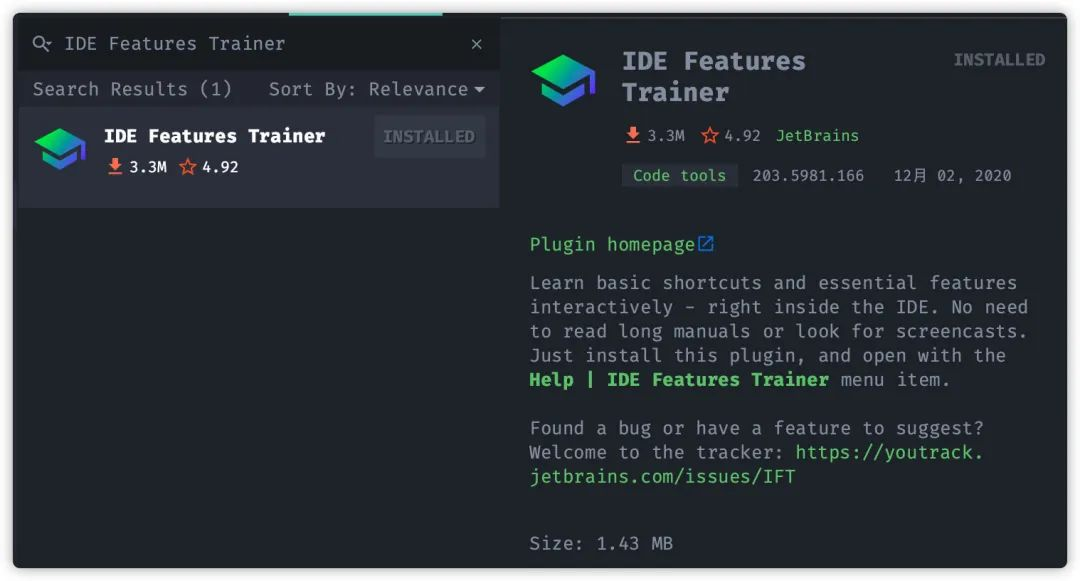 IDE Features Trainer
Search Results (1) Sort By: Relevance
IDE Features Trainer
INSTALLED
3.3M 4.92
IDE Features
Trainer
INSTALLED
3.3M 4.92 JetBrains
Code tools 203.5981.166 12月 02, 2020
Plugin homepage
Learn basic shortcuts and essential features
interactively - right inside the IDE. No need
to read long manuals or look for screencasts.
Just install this plugin, and open with the
Help | IDE Features Trainer menu item.
Found a bug or have a feature to suggest?
Welcome to the tracker: https://youtrack.
jetbrains.com/issues/IFT
Size: 1.43 MB